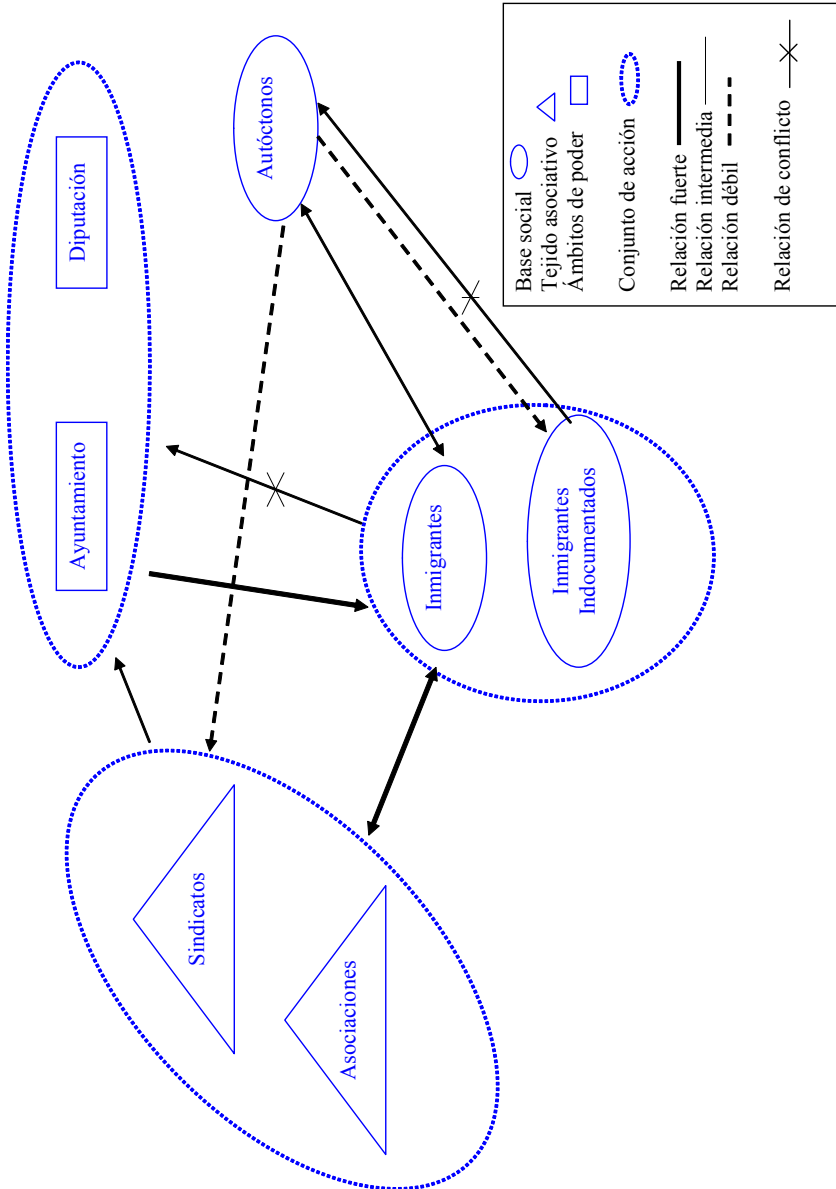 Ayuntamiento
Diputación
Sindicatos
Asociaciones
Autóctonos
Inmigrantes
Inmigrantes
Indocumentados
Base social
Tejido asociativo
Ámbitos de poder
Conjunto de acción
Relación fuerte
Relación intermedia
Relación débil
Relación de conflicto